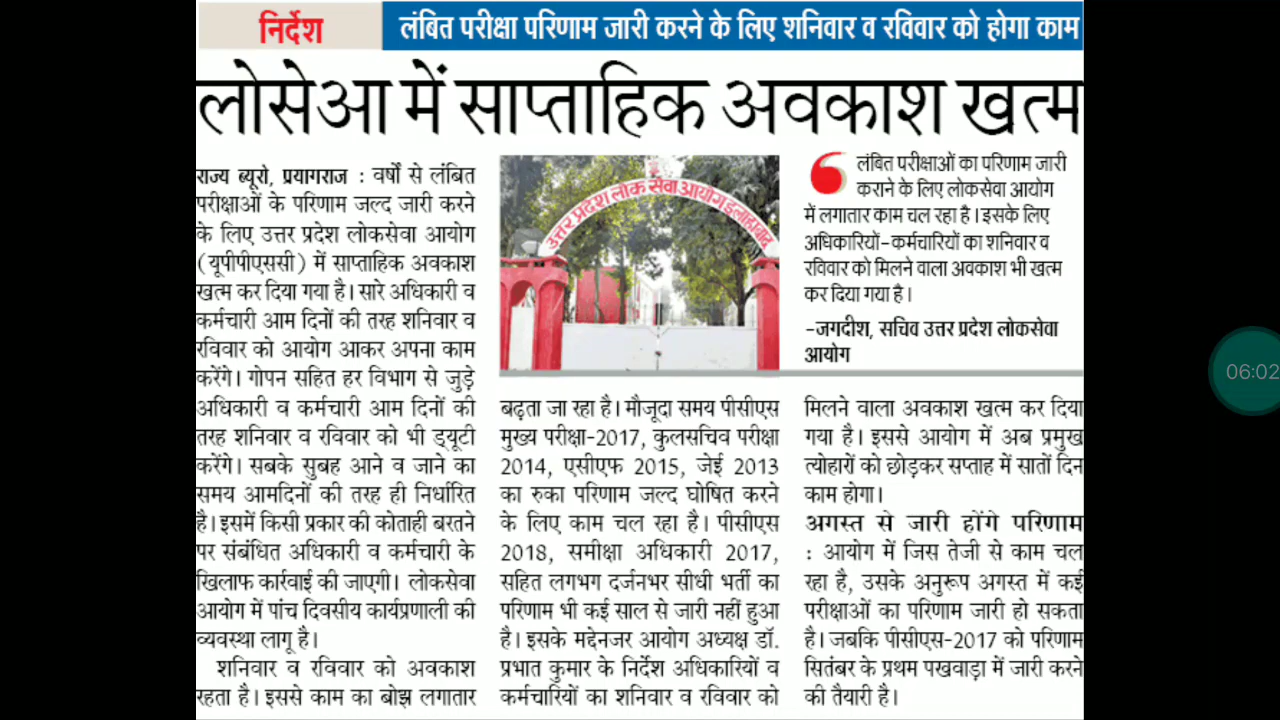 निर्देश
लंबित परीक्षा परिणाम जारी करने के लिए शनिवार व रविवार को होगा काम
लोसेआ में साप्ताहिक अवकाश खत्म
राज्य ब्यूरो, प्रयागराज : वर्षों से लंबित
परीक्षाओं के परिणाम जल्द जारी करने
के लिए उत्तर प्रदेश लोकसेवा आयोग
(यूपीपीएससी) में साप्ताहिक अवकाश
खत्म कर दिया गया है। सारे अधिकारी व
कर्मचारी आम दिनों की तरह शनिवार व
रविवार को आयोग आकर अपना काम
करेंगे। गोपन सहित हर विभाग से जुड़े
अधिकारी व कर्मचारी आम दिनों की
तरह शनिवार व रविवार को भी ड्यूटी
करेंगे। सबके सुबह आने व जाने का
समय आमदिनों की तरह ही निर्धारित
है। इसमें किसी प्रकार की कोताही बरतने
पर संबंधित अधिकारी व कर्मचारी के
खिलाफ कार्रवाई की जाएगी। लोकसेवा
आयोग में पांच दिवसीय कार्यप्रणाली की
व्यवस्था लागू है।
शनिवार व रविवार को अवकाश
रहता है। इससे काम का बोझ लगातार
उत्तर प्रदेश लोक सेवा आयोग इलाहाबाद
बढ़ता जा रहा है। मौजूदा समय पीसीएस
मुख्य परीक्षा-2017, कुलसचिव परीक्षा
2014, एसीएफ 2015, जेई 2013
का रुका परिणाम जल्द घोषित करने
के लिए काम चल रहा है। पीसीएस
2018, समीक्षा अधिकारी 2017,
सहित लगभग दर्जनभर सीधी भर्ती का
परिणाम भी कई साल से जारी नहीं हुआ
है। इसके मद्देनजर आयोग अध्यक्ष डॉ.
प्रभात कुमार के निर्देश अधिकारियों व
कर्मचारियों का शनिवार व रविवार को
लंबित परीक्षाओं का परिणाम जारी
कराने के लिए लोकसेवा आयोग
में लगातार काम चल रहा है। इसके लिए
अधिकारियों-कर्मचारियों का शनिवार व
रविवार को मिलने वाला अवकाश भी खत्म
कर दिया गया है।
-जगदीश, सचिव उत्तर प्रदेश लोकसेवा
आयोग
मिलने वाला अवकाश खत्म कर दिया
गया है। इससे आयोग में अब प्रमुख
त्योहारों को छोड़कर सप्ताह में सातों दिन
काम होगा।
अगस्त से जारी होंगे परिणाम
: आयोग में जिस तेजी से काम चल
रहा है, उसके अनुरूप अगस्त में कई
परीक्षाओं का परिणाम जारी हो सकता
है। जबकि पीसीएस-2017 को परिणाम
सितंबर के प्रथम पखवाड़ा में जारी करने
की तैयारी है।
06:02